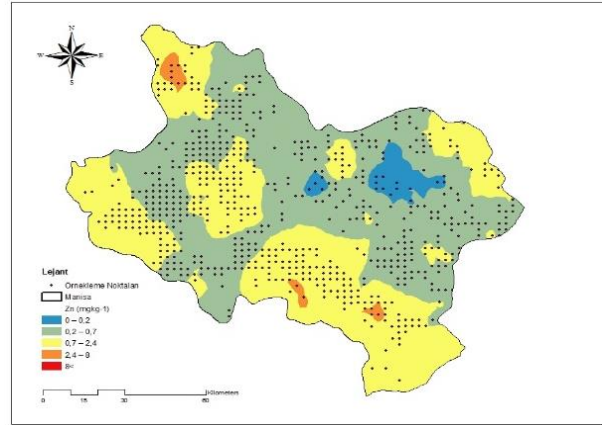 N
W E
S
Lejant
Örnekleme Noktaları
Manisa
Zn (mgkg-1)
0 – 0,2
0,2 – 0,7
0,7 – 2,4
2,4 – 8
8<
Kilometers
0 15 30 60